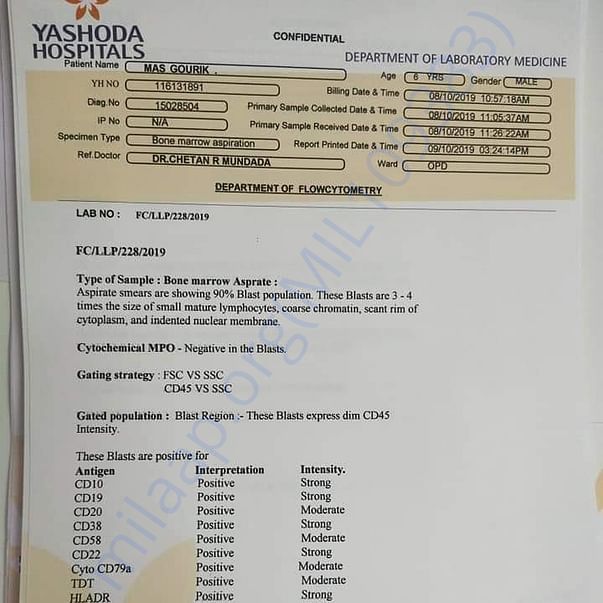 YASHODA
HOSPITALS
CONFIDENTIAL
DEPARTMENT OF LABORATORY MEDICINE
Patient Name MAS GOURIK . Age 6 YRS Gender MALE
YH NO 116131891 Billing Date & Time 08/10/2019 10:57:18AM
Diag.No 15028504 Primary Sample Collected Date & Time 08/10/2019 11:05:37AM
IP No N/A Primary Sample Received Date & Time 08/10/2019 11:26:22AM
Specimen Type Bone marrow aspiration Report Printed Date & Time 09/10/2019 03:24:14PM
Ref.Doctor DR.CHETAN R MUNDADA Ward OPD
DEPARTMENT OF FLOWCYTOMETRY
LAB NO : FC/LLP/228/2019
FC/LLP/228/2019
Type of Sample : Bone marrow Asprate :
Aspirate smears are showing 90% Blast population. These Blasts are 3 - 4
times the size of small mature lymphocytes, coarse chromatin, scant rim of
cytoplasm, and indented nuclear membrane.
Cytochemical MPO - Negative in the Blasts.
Gating strategy : FSC VS SSC
CD45 VS SSC
Gated population : Blast Region :- These Blasts express dim CD45
Intensity.
These Blasts are positive for
Antigen Interpretation Intensity.
CD10 Positive Strong
CD19 Positive Strong
CD20 Positive Moderate
CD38 Positive Strong
CD58 Positive Moderate
CD22 Positive Strong
Cyto CD79a Positive Moderate
TDT Positive Moderate
HLADR Positive Strong